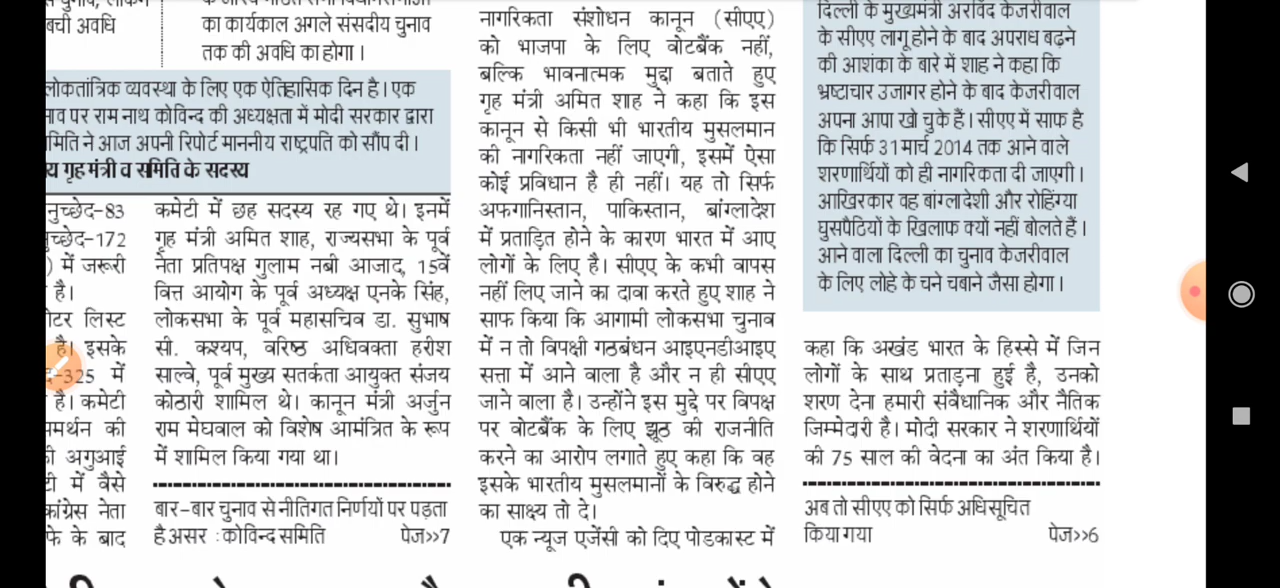 बची अवधि
का कार्यकाल अगले संसदीय चुनाव
तक की अवधि का होगा।
लोकतांत्रिक व्यवस्था के लिए एक ऐतिहासिक दिन है। एक
पर राम नाथ कोविन्द की अध्यक्षता में मोदी सरकार द्वारा
ने आज अपनी रिपोर्ट माननीय राष्ट्रपति को सौंप दी।
गृह मंत्री व समिति के सदस्य
-83
-172
) में जरूरी
है।
लिस्ट
है। इसके
-325 में
है। कमेटी
की
अगुआई
में वैसे
कांग्रेस नेता
के बाद
कमेटी में छह सदस्य रह गए थे। इनमें
गृह मंत्री अमित शाह, राज्यसभा के पूर्व
नेता प्रतिपक्ष गुलाम नबी आजाद, 15वें
वित्त आयोग के पूर्व अध्यक्ष एनके सिंह,
लोकसभा के पूर्व महासचिव डा. सुभाष
सी. कश्यप, वरिष्ठ अधिवक्ता हरीश
साल्वे, पूर्व मुख्य सतर्कता आयुक्त संजय
कोठारी शामिल थे। कानून मंत्री अर्जुन
राम मेघवाल को विशेष आमंत्रित के रूप
में शामिल किया गया था।
बार-बार चुनाव से नीतिगत निर्णयों पर पड़ता
है असर : कोविन्द समिति पेज>>7
नागरिकता संशोधन कानून (सीएए)
को भाजपा के लिए वोटबैंक नहीं,
बल्कि भावनात्मक मुद्दा बताते हुए
गृह मंत्री अमित शाह ने कहा कि इस
कानून से किसी भी भारतीय मुसलमान
की नागरिकता नहीं जाएगी, इसमें ऐसा
कोई प्रविधान है ही नहीं। यह तो सिर्फ
अफगानिस्तान, पाकिस्तान, बांग्लादेश
में प्रताड़ित होने के कारण भारत में आए
लोगों के लिए है। सीएए के कभी वापस
नहीं लिए जाने का दावा करते हुए शाह ने
साफ किया कि आगामी लोकसभा चुनाव
में न तो विपक्षी गठबंधन आइएनडीआइए
सत्ता में आने वाला है और न ही सीएए
जाने वाला है। उन्होंने इस मुद्दे पर विपक्ष
पर वोटबैंक के लिए झूठ की राजनीति
करने का आरोप लगाते हुए कहा कि वह
इसके भारतीय मुसलमानों के विरुद्ध होने
का साक्ष्य तो दे।
एक न्यूज एजेंसी को दिए पोडकास्ट में
दिल्ली के मुख्यमंत्री अरविंद केजरीवाल
के सीएए लागू होने के बाद अपराध बढ़ने
की आशंका के बारे में शाह ने कहा कि
भ्रष्टाचार उजागर होने के बाद केजरीवाल
अपना आपा खो चुके हैं। सीएए में साफ है
कि सिर्फ 31 मार्च 2014 तक आने वाले
शरणार्थियों को ही नागरिकता दी जाएगी।
आखिरकार वह बांग्लादेशी और रोहिंग्या
घुसपैठियों के खिलाफ क्यों नहीं बोलते हैं।
आने वाला दिल्ली का चुनाव केजरीवाल
के लिए लोहे के चने चबाने जैसा होगा।
कहा कि अखंड भारत के हिस्से में जिन
लोगों के साथ प्रताड़ना हुई है, उनको
शरण देना हमारी संवैधानिक और नैतिक
जिम्मेदारी है। मोदी सरकार ने शरणार्थियों
की 75 साल की वेदना का अंत किया है।
अब तो सीएए को सिर्फ अधिसूचित
किया गया पेज>>6